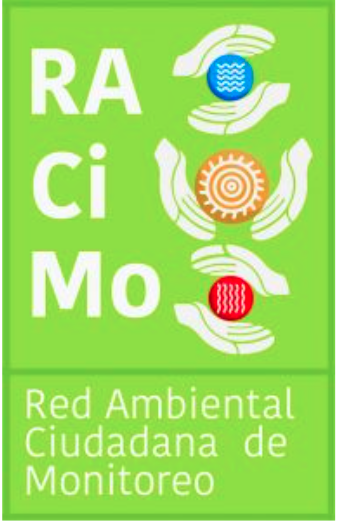 RA
Ci
Mo
Red Ambiental
Ciudadana de
Monitoreo